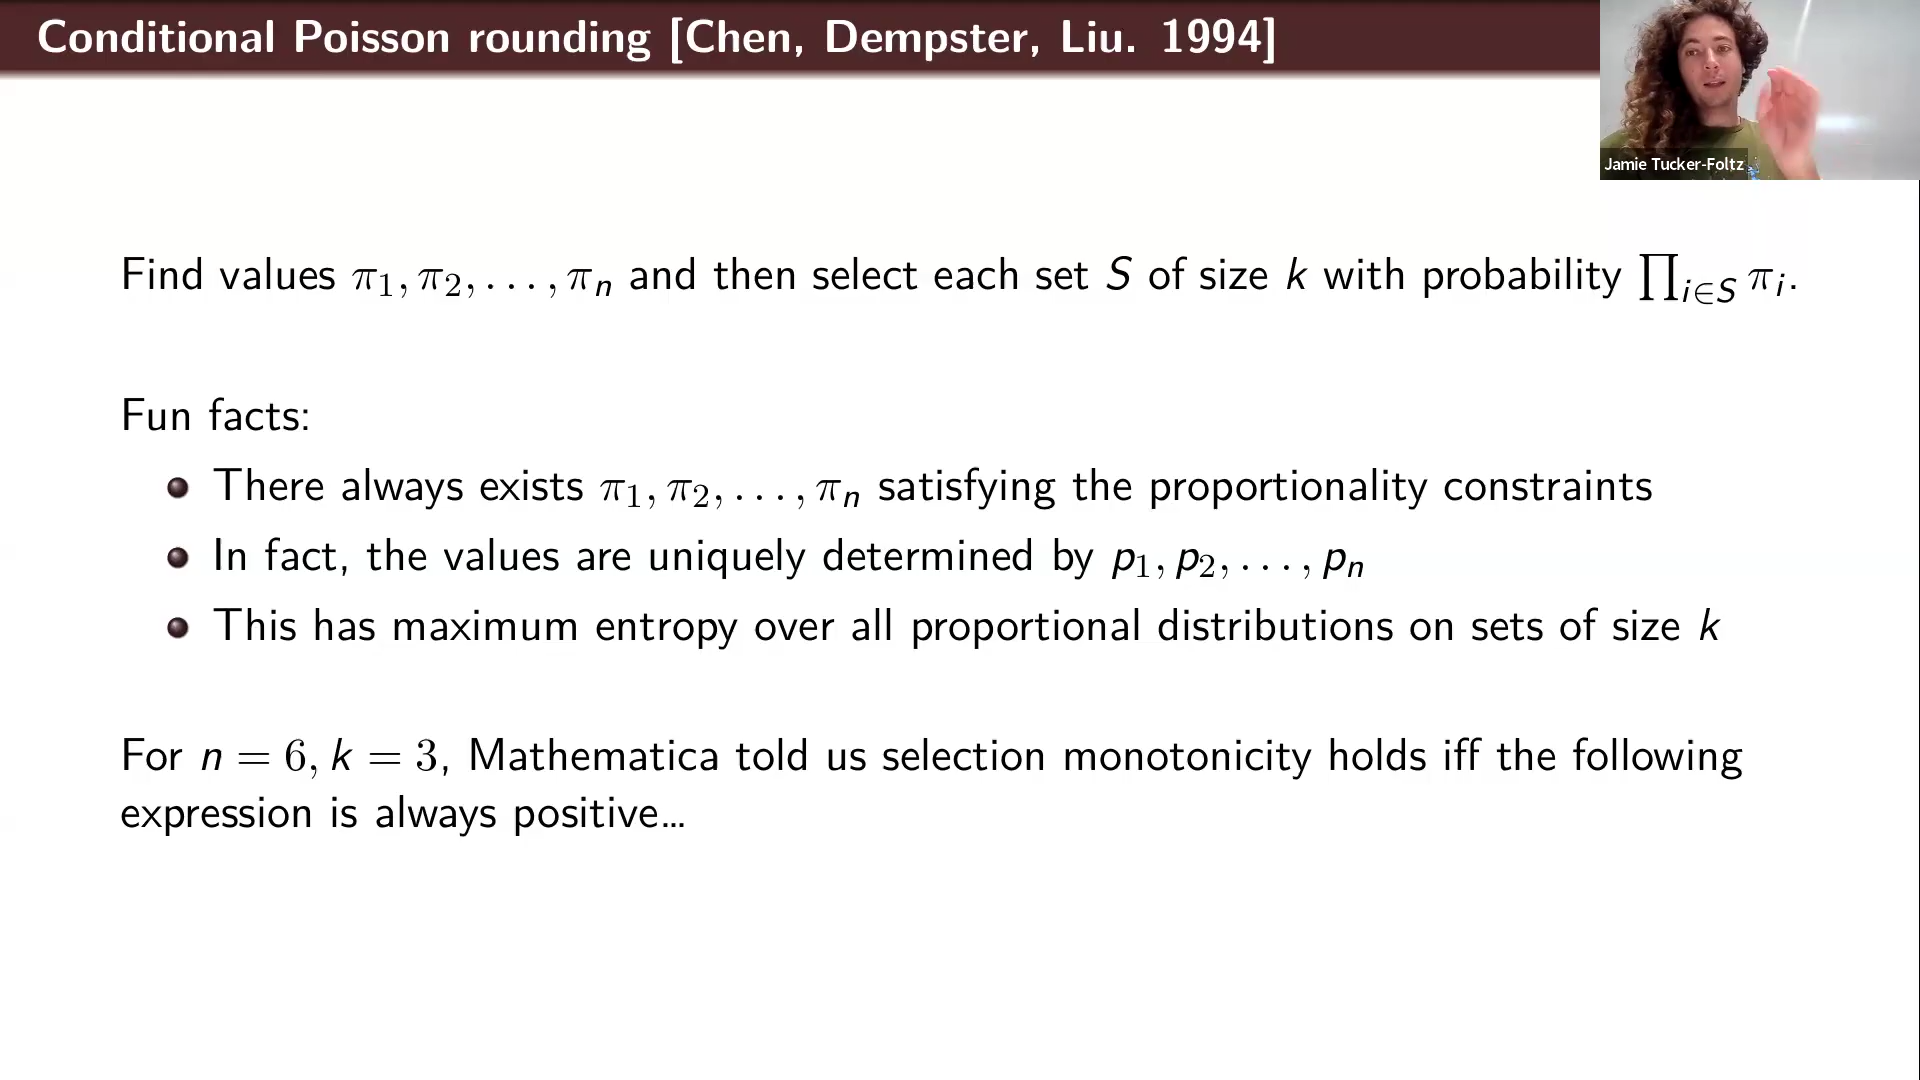 Conditional Poisson rounding [Chen, Dempster, Liu. 1994]
Jamie Tucker-Foltz
Find values π₁, π₂, . . . , πₙ and then select each set S of size k with probability ∏_{i∈S} πᵢ.
Fun facts:
There always exists π₁, π₂, . . . , πₙ satisfying the proportionality constraints
In fact, the values are uniquely determined by p₁, p₂, . . . , pₙ
This has maximum entropy over all proportional distributions on sets of size k
For n = 6, k = 3, Mathematica told us selection monotonicity holds iff the following
expression is always positive…